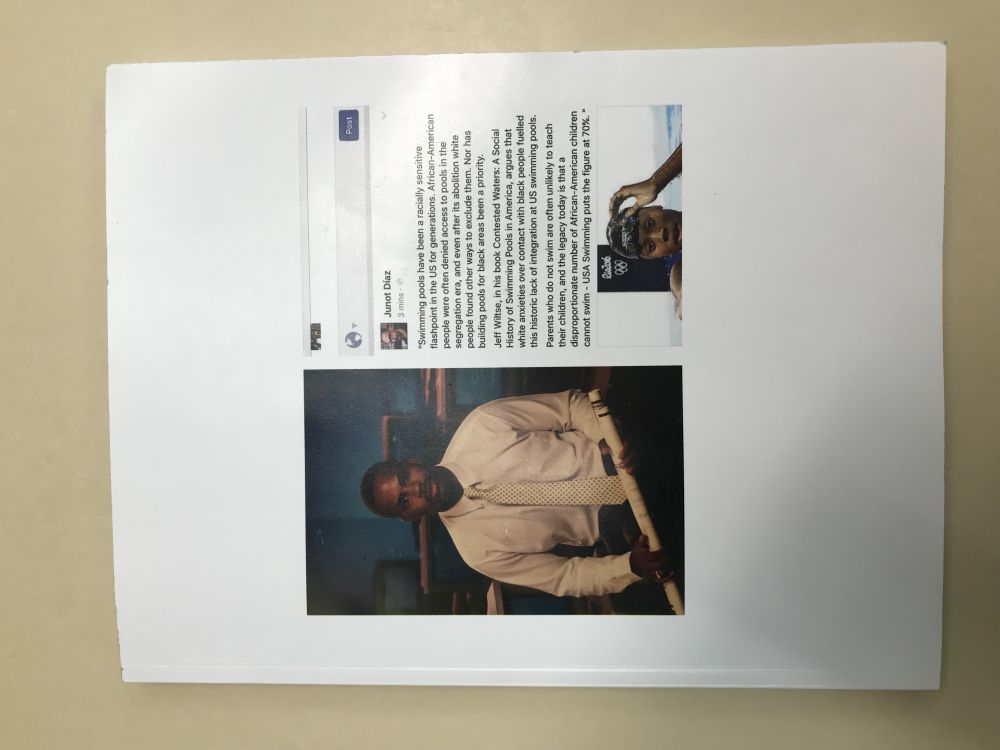 Post
Junot Díaz
3 mins ·
"Swimming pools have been a racially sensitive
flashpoint in the US for generations. African-American
people were often denied access to pools in the
segregation era, and even after its abolition white
people found other ways to exclude them. Nor has
building pools for black areas been a priority.
Jeff Wiltse, in his book Contested Waters: A Social
History of Swimming Pools in America, argues that
white anxieties over contact with black people fuelled
this historic lack of integration at US swimming pools.
Parents who do not swim are often unlikely to teach
their children, and the legacy today is that a
disproportionate number of African-American children
cannot swim - USA Swimming puts the figure at 70%. "